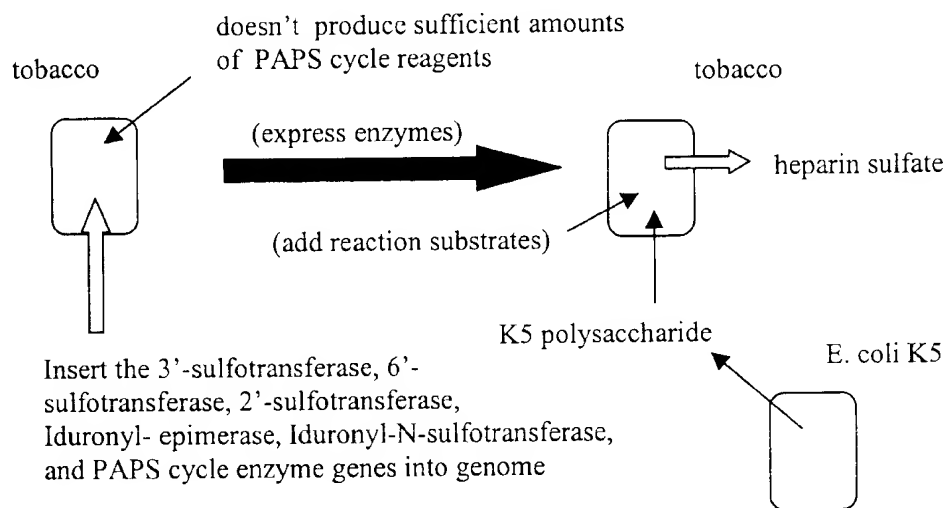 doesn't produce sufficient amounts
of PAPS cycle reagents
tobacco
tobacco
(express enzymes)
heparin sulfate
(add reaction substrates)
K5 polysaccharide
E. coli K5
Insert the 3'-sulfotransferase, 6'-
sulfotransferase, 2'-sulfotransferase,
Iduronyl- epimerase, Iduronyl-N-sulfotransferase,
and PAPS cycle enzyme genes into genome